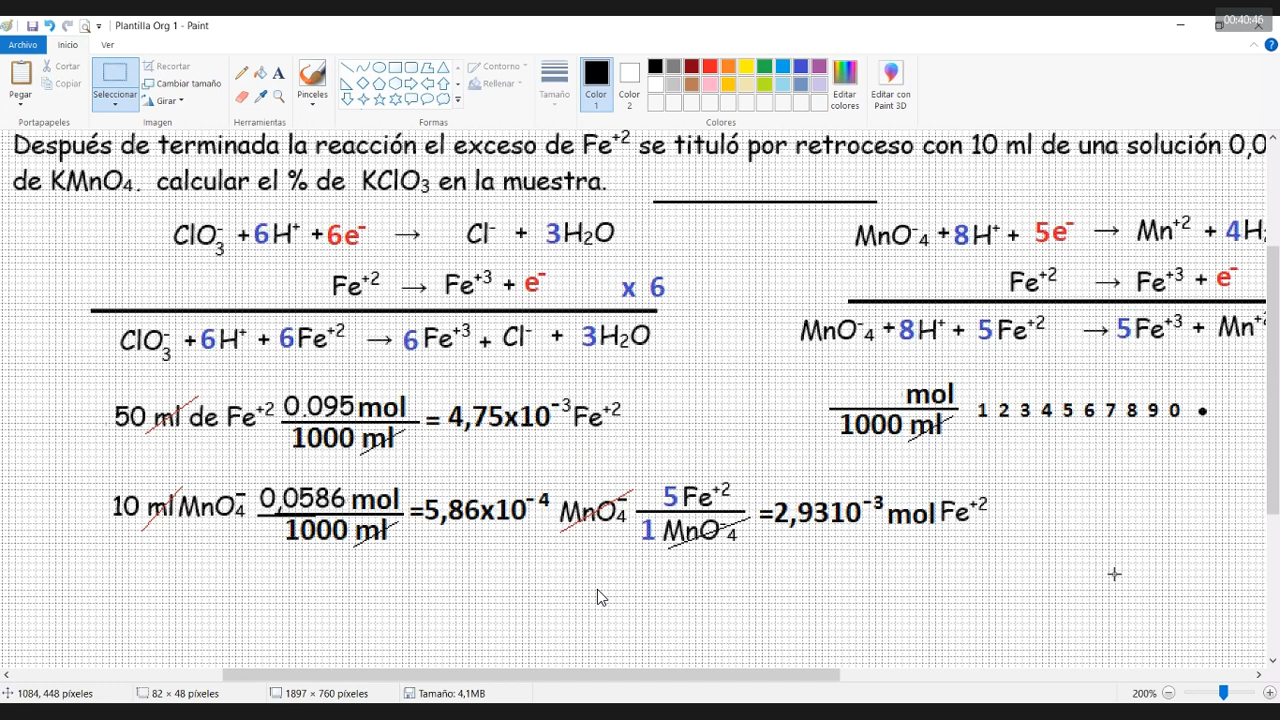 00:40:46
Plantilla Org 1 - Paint
Archivo Inicio Ver
Pegar Cortar Copiar
Seleccionar Recortar Cambiar tamaño Girar
Pinceles
Contorno Rellenar
Tamaño Color 1 Color 2
Editar colores Editar con Paint 3D
Portapapeles Imagen Herramientas Formas Colores
Después de terminada la reacción el exceso de Fe⁺² se tituló por retroceso con 10 ml de una solución 0,0
de KMnO₄. calcular el % de KClO₃ en la muestra.
ClO₃⁻ + 6H⁺ + 6e⁻ → Cl⁻ + 3H₂O
MnO⁻₄ + 8H⁺ + 5e⁻ → Mn⁺² + 4H₂
Fe⁺² → Fe⁺³ + e⁻ x 6
Fe⁺² → Fe⁺³ + e⁻
ClO₃⁻ + 6H⁺ + 6Fe⁺² → 6Fe⁺³ + Cl⁻ + 3H₂O
MnO⁻₄ + 8H⁺ + 5Fe⁺² → 5Fe⁺³ + Mn⁺²
50 ml de Fe⁺² 0.095 mol / 1000 ml = 4,75x10⁻³ Fe⁺²
mol / 1000 ml 1 2 3 4 5 6 7 8 9 0 •
10 ml MnO₄⁻ 0,0586 mol / 1000 ml =5,86x10⁻⁴ MnO₄⁻ 5Fe⁺² / 1 MnO⁻₄ =2,9310⁻³ mol Fe⁺²
1084, 448 píxeles 82 × 48 píxeles 1897 × 760 píxeles Tamaño: 4,1MB 200%